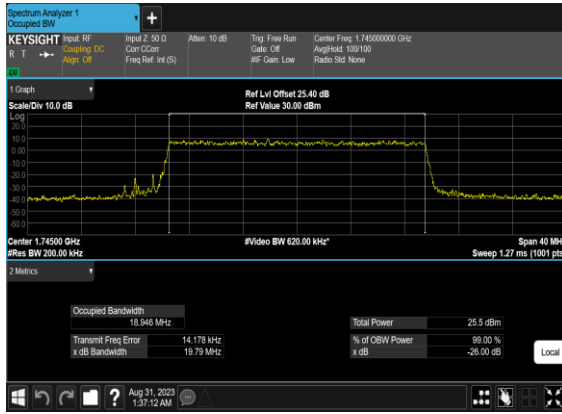 Spectrum Analyzer 1
Occupied BW
+
KEYSIGHT Input: RF Input Z: 50 Ω Atten: 10 dB Trig: Free Run Center Freq: 1.745000000 GHz
R T Coupling: DC Corr CCorr Gate: Off Avg|Hold: 100/100
Align: Off Freq Ref: Int (S) #IF Gain: Low Radio Std: None
LXI
1 Graph Ref Lvl Offset 25.40 dB
Scale/Div 10.0 dB Ref Value 30.00 dBm
Log
20.0
10.0
0.00
-10.0
-20.0
-30.0
-40.0
-50.0
-60.0
Center 1.74500 GHz #Video BW 620.00 kHz* Span 40 MH
#Res BW 200.00 kHz Sweep 1.27 ms (1001 pts
2 Metrics
Occupied Bandwidth
18.946 MHz Total Power 25.5 dBm
Transmit Freq Error 14.178 kHz % of OBW Power 99.00 %
x dB Bandwidth 19.79 MHz x dB -26.00 dB
Local
? Aug 31, 2023
1:37:12 AM